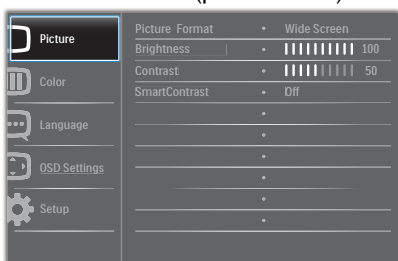 Picture
Color
Language
OSD Settings
Setup
Picture Format • Wide Screen
Brightness • 100
Contrast • 50
SmartContrast • Off
•
•
•
•
•
•